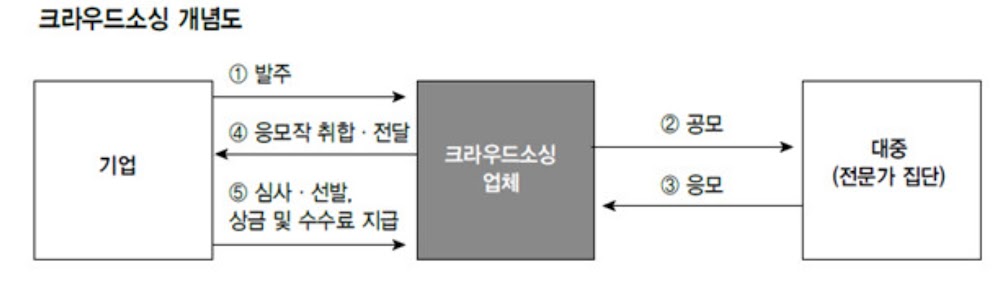 크라우드소싱 개념도
① 발주
④ 응모작 취합 · 전달
⑤ 심사 · 선발,
상금 및 수수료 지급
기업
크라우드소싱
업체
② 공모
③ 응모
대중
(전문가 집단)